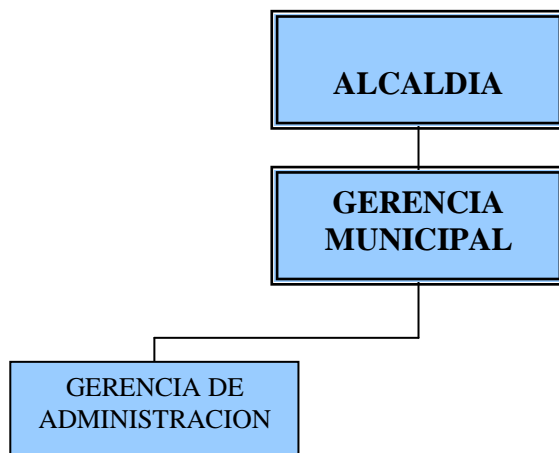 ALCALDIA
GERENCIA
MUNICIPAL
GERENCIA DE
ADMINISTRACION